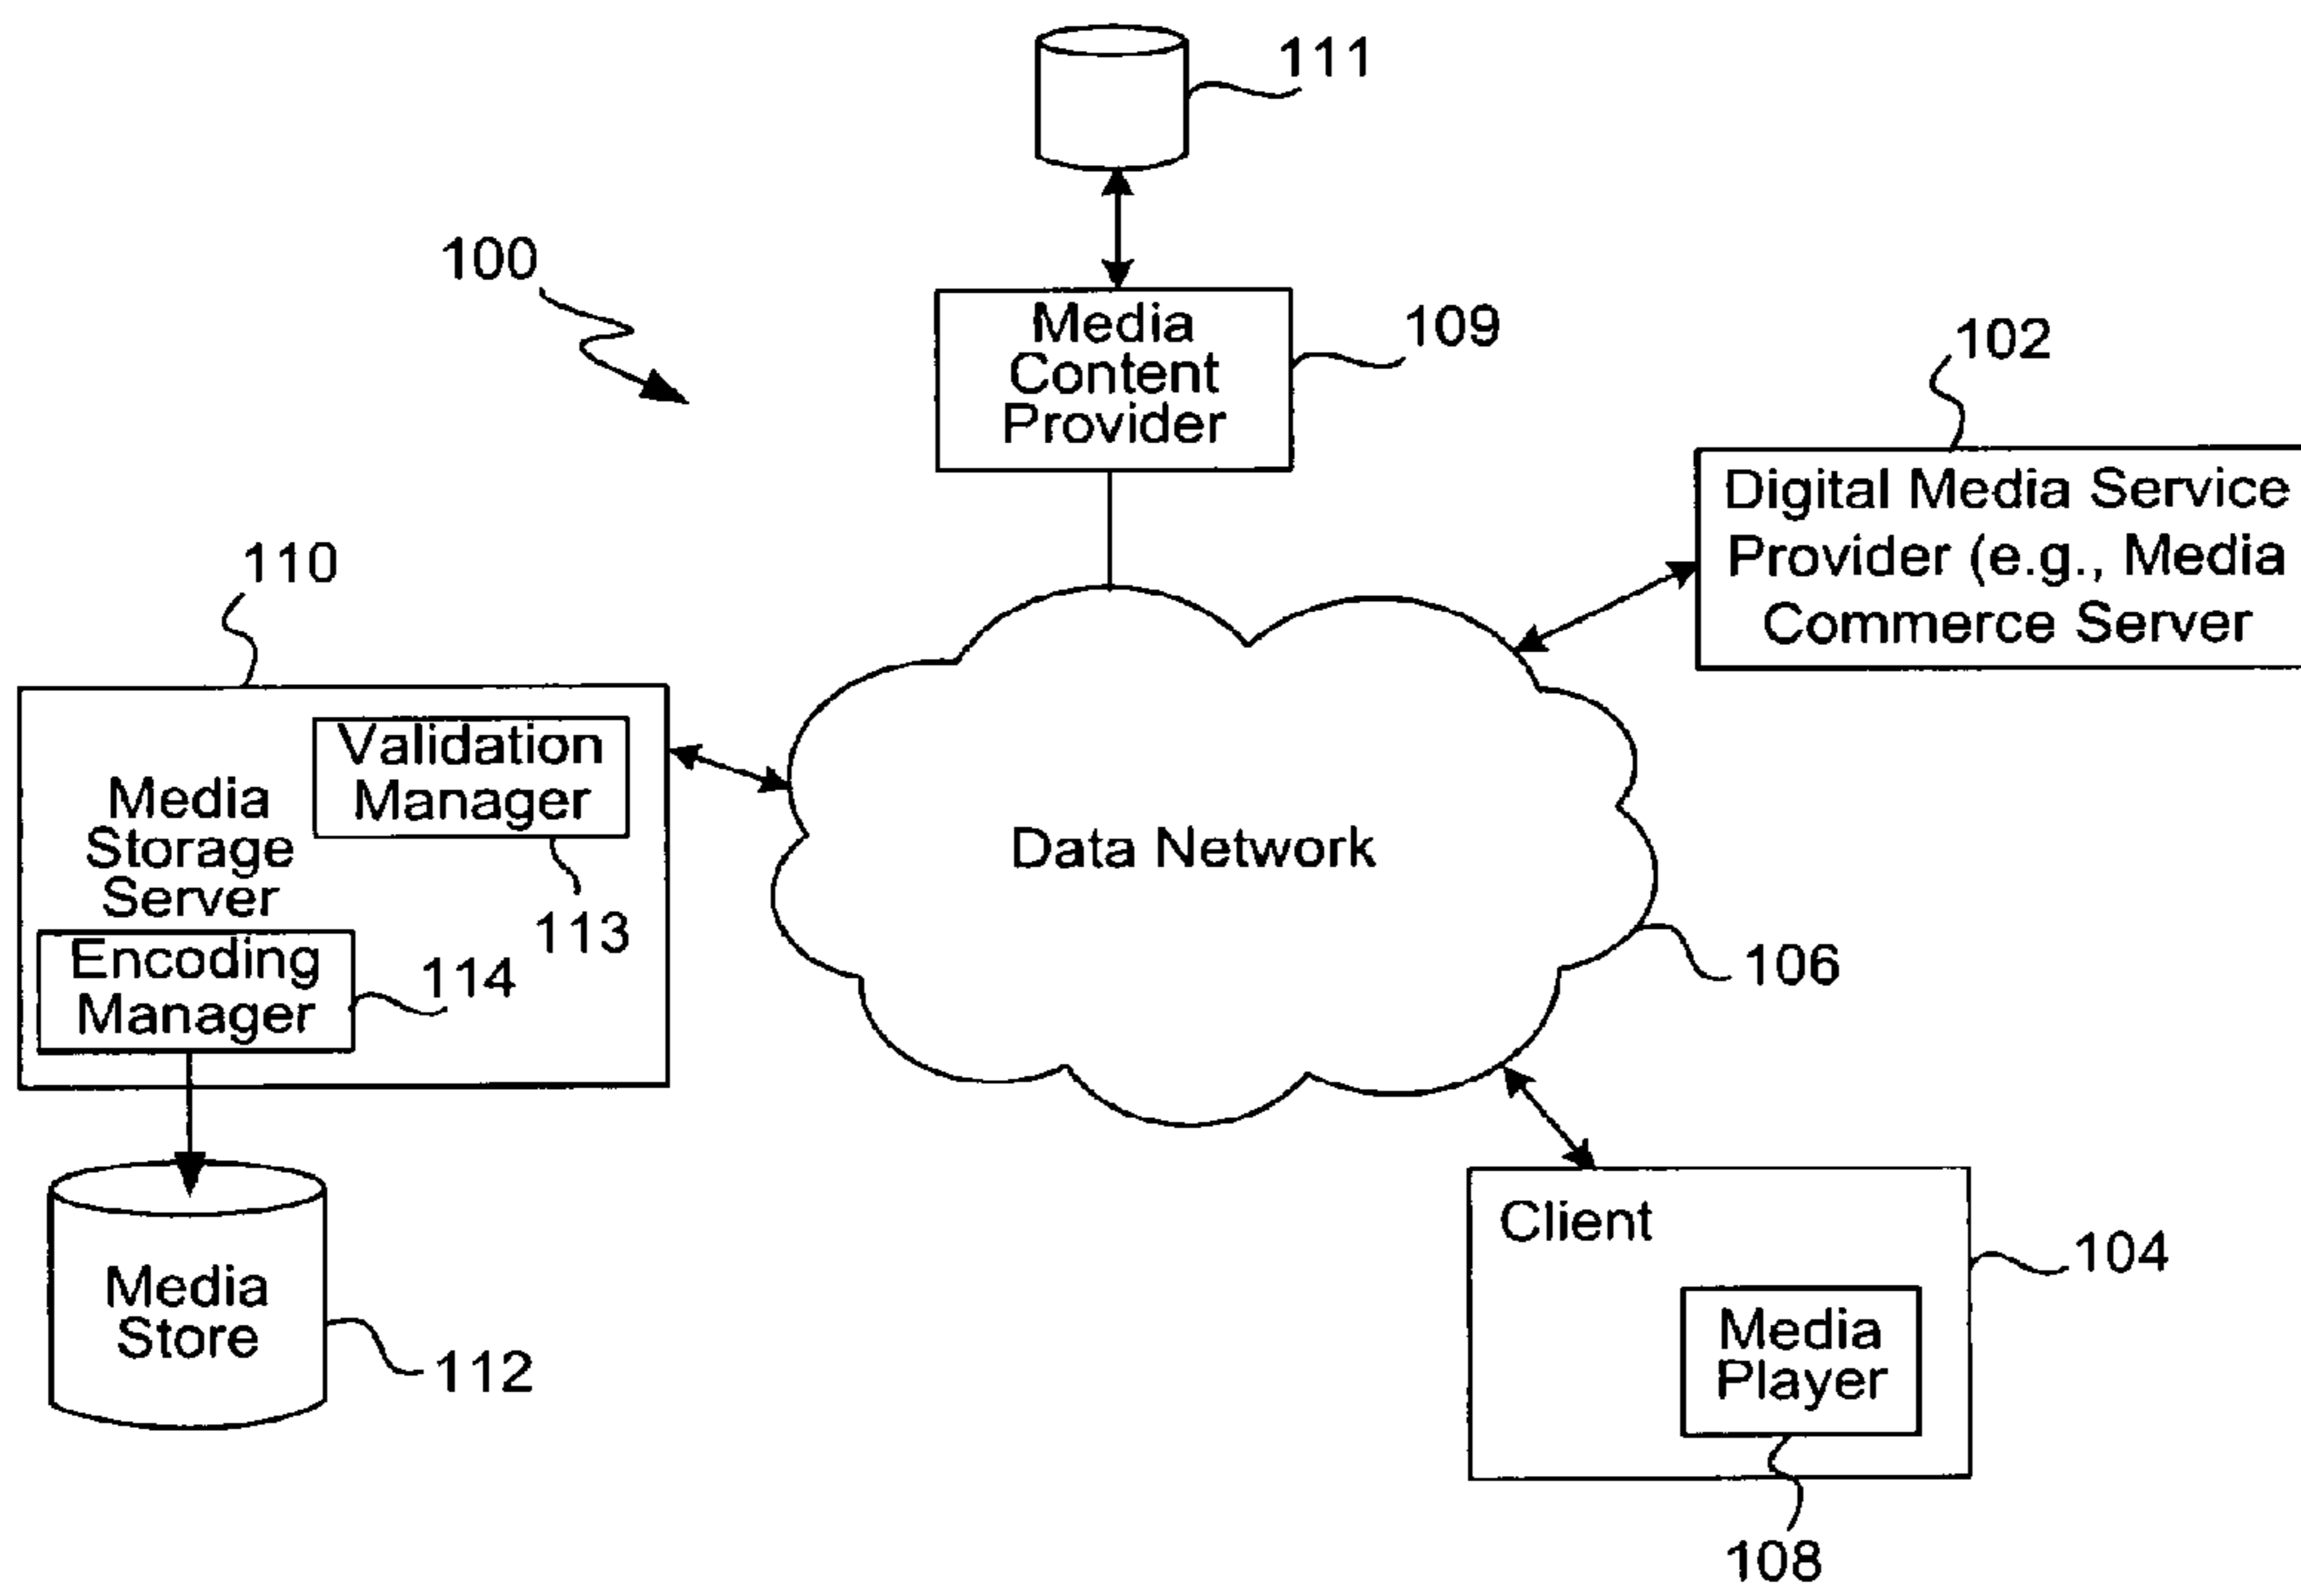 111
100
Media
Content
Provider
109
102
Digital Media Service
Provider (e.g., Media
Commerce Server
110
Validation
Manager
Media
Storage
Server
113
Encoding
Manager
114
Data Network
106
Media
Store
112
Client
104
Media
Player
108